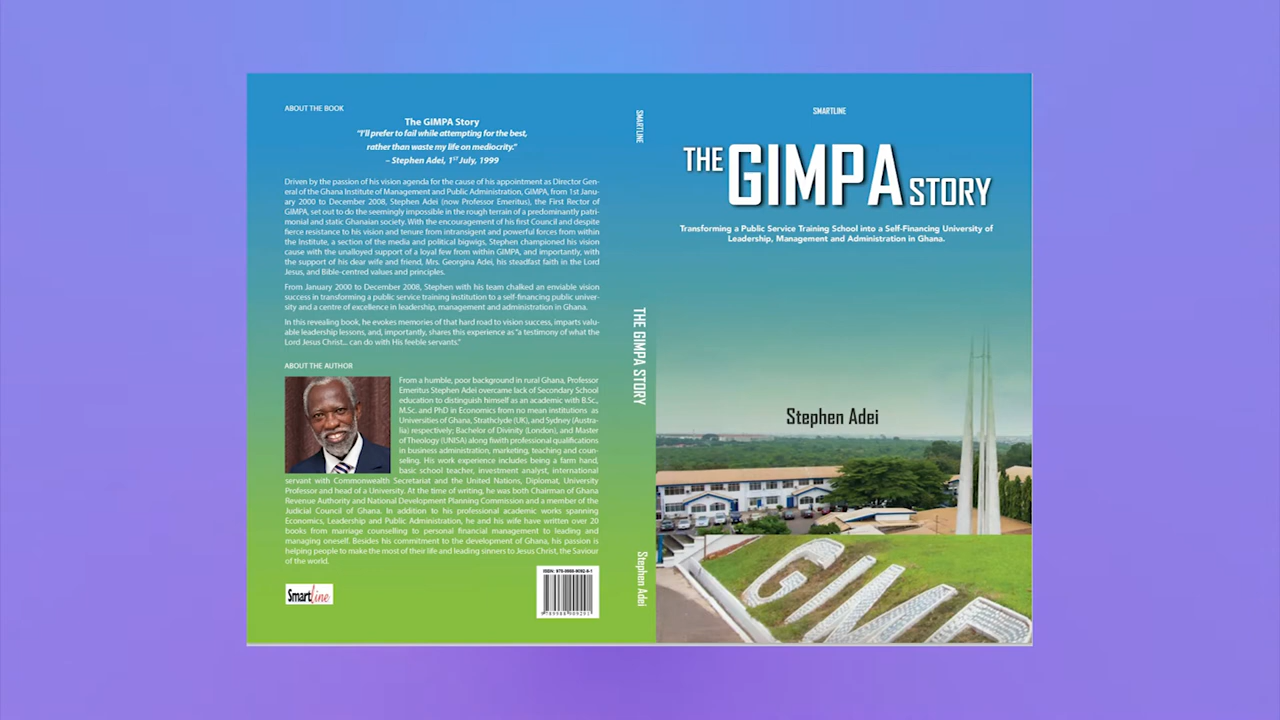 ABOUT THE BOOK
The GIMPA Story
“I’ll prefer to fail while attempting for the best,
rather than waste my life on mediocrity.”
– Stephen Adei, 1ST July, 1999
Driven by the passion of his vision agenda for the cause of his appointment as Director Gen-
eral of the Ghana Institute of Management and Public Administration, GIMPA, from 1st Janu-
ary 2000 to December 2008, Stephen Adei (now Professor Emeritus), the First Rector of
GIMPA, set out to do the seemingly impossible in the rough terrain of a predominantly patri-
monial and static Ghanaian society. With the encouragement of his first Council and despite
fierce resistance to his vision and tenure from intransigent and powerful forces from within
the Institute, a section of the media and political bigwigs, Stephen championed his vision
cause with the unalloyed support of a loyal few from within GIMPA, and importantly, with
the support of his dear wife and friend, Mrs. Georgina Adei, his steadfast faith in the Lord
Jesus, and Bible-centred values and principles.
From January 2000 to December 2008, Stephen with his team chalked an enviable vision
success in transforming a public service training institution to a self-financing public univer-
sity and a centre of excellence in leadership, management and administration in Ghana.
In this revealing book, he evokes memories of that hard road to vision success, imparts valu-
able leadership lessons, and, importantly, shares this experience as “a testimony of what the
Lord Jesus Christ... can do with His feeble servants.”
ABOUT THE AUTHOR
From a humble, poor background in rural Ghana, Professor
Emeritus Stephen Adei overcame lack of Secondary School
education to distinguish himself as an academic with B.Sc.,
M.Sc. and PhD in Economics from no mean institutions as
Universities of Ghana, Strathclyde (UK), and Sydney (Austra-
lia) respectively; Bachelor of Divinity (London), and Master
of Theology (UNISA) along fiwith professional qualifications
in business administration, marketing, teaching and coun-
seling. His work experience includes being a farm hand,
basic school teacher, investment analyst, international
servant with Commonwealth Secretariat and the United Nations, Diplomat, University
Professor and head of a University. At the time of writing, he was both Chairman of Ghana
Revenue Authority and National Development Planning Commission and a member of the
Judicial Council of Ghana. In addition to his professional academic works spanning
Economics, Leadership and Public Administration, he and his wife have written over 20
books from marriage counselling to personal financial management to leading and
managing oneself. Besides his commitment to the development of Ghana, his passion is
helping people to make the most of their life and leading sinners to Jesus Christ, the Saviour
of the world.
SmartLine
SMARTLINE
THE GIMPA STORY
Stephen Adei
SMARTLINE
THE GIMPA STORY
Transforming a Public Service Training School into a Self-Financing University of
Leadership, Management and Administration in Ghana.
Stephen Adei
GIMP